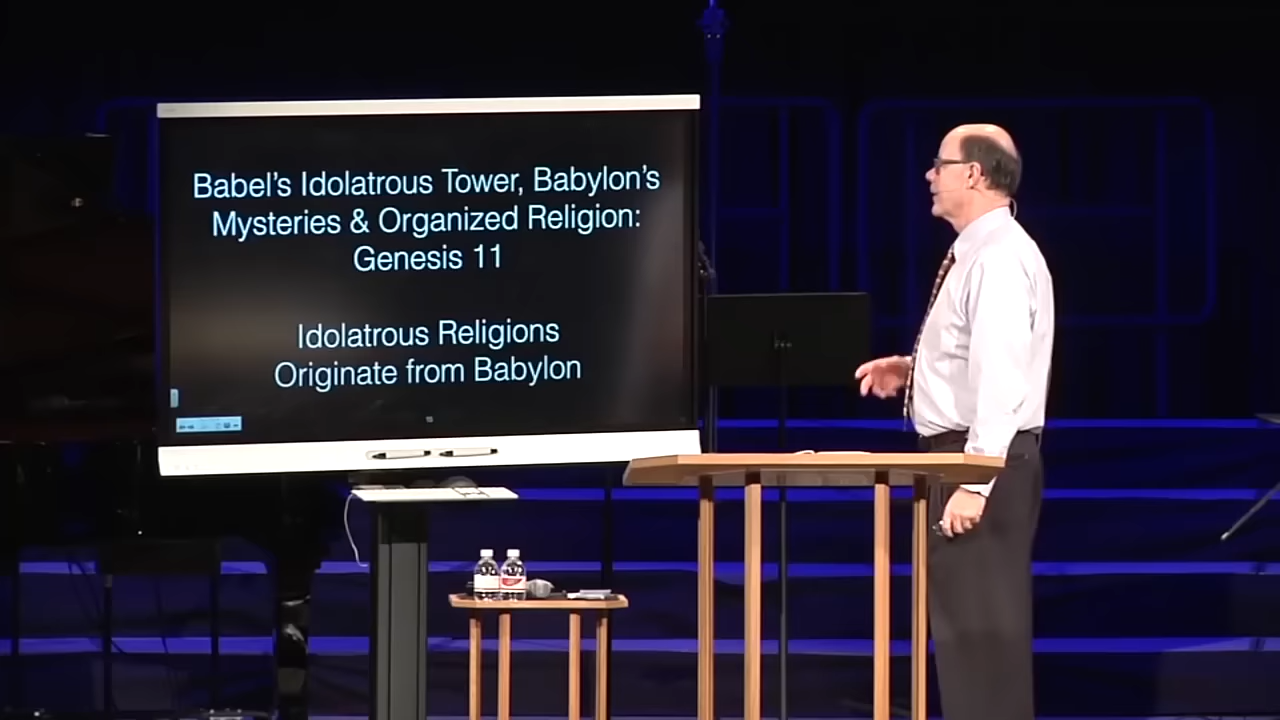 Babel's Idolatrous Tower, Babylon's
Mysteries & Organized Religion:
Genesis 11
Idolatrous Religions
Originate from Babylon